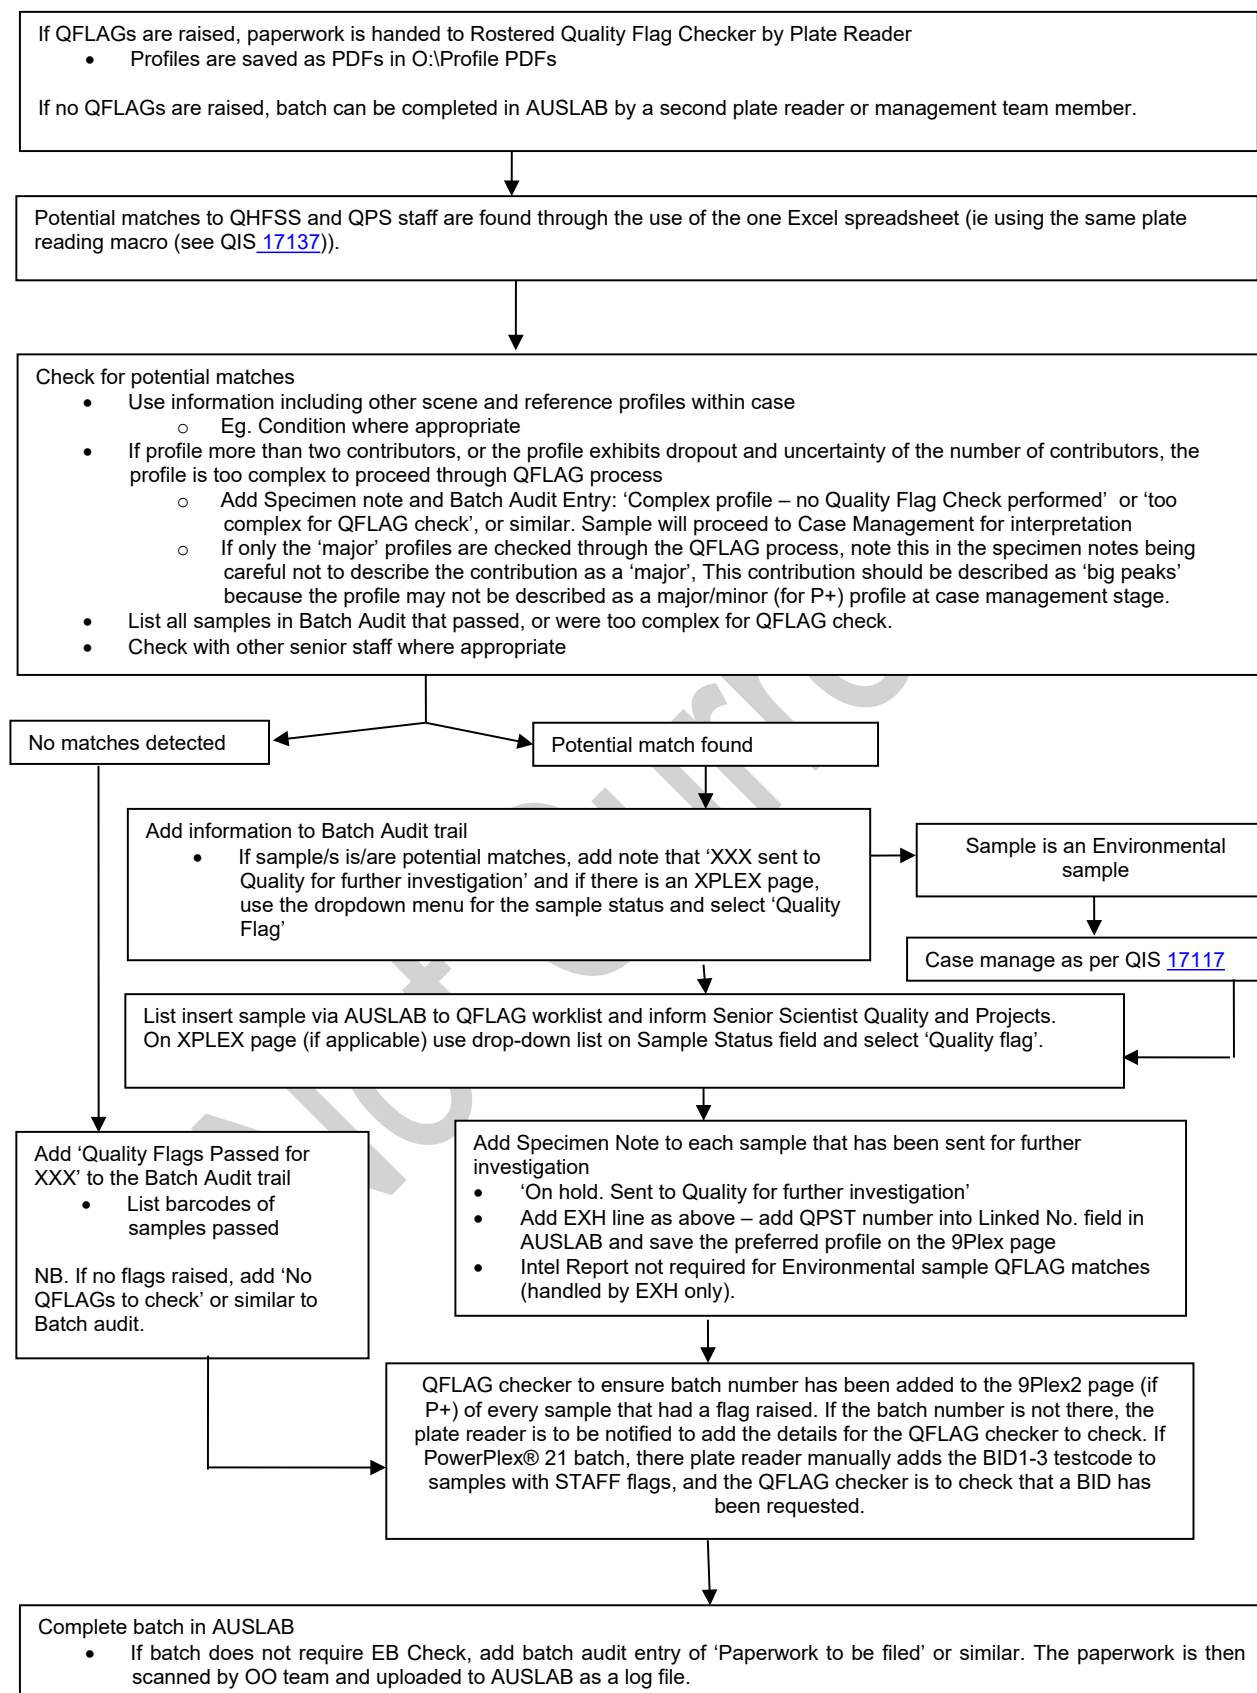 If QFLAGs are raised, paperwork is handed to Rostered Quality Flag Checker by Plate Reader
• Profiles are saved as PDFs in O:\Profile PDFs
If no QFLAGs are raised, batch can be completed in AUSLAB by a second plate reader or management team member.
Potential matches to QHFSS and QPS staff are found through the use of the one Excel spreadsheet (ie using the same plate
reading macro (see QIS 17137)).
Check for potential matches
• Use information including other scene and reference profiles within case
o Eg. Condition where appropriate
• If profile more than two contributors, or the profile exhibits dropout and uncertainty of the number of contributors, the
profile is too complex to proceed through QFLAG process
o Add Specimen note and Batch Audit Entry: ‘Complex profile – no Quality Flag Check performed’ or ‘too
complex for QFLAG check’, or similar. Sample will proceed to Case Management for interpretation
o If only the ‘major’ profiles are checked through the QFLAG process, note this in the specimen notes being
careful not to describe the contribution as a ‘major’, This contribution should be described as ‘big peaks’
because the profile may not be described as a major/minor (for P+) profile at case management stage.
• List all samples in Batch Audit that passed, or were too complex for QFLAG check.
• Check with other senior staff where appropriate
No matches detected
Potential match found
Add information to Batch Audit trail
• If sample/s is/are potential matches, add note that ‘XXX sent to
Quality for further investigation’ and if there is an XPLEX page,
use the dropdown menu for the sample status and select ‘Quality
Flag’
Sample is an Environmental
sample
Case manage as per QIS 17117
List insert sample via AUSLAB to QFLAG worklist and inform Senior Scientist Quality and Projects.
On XPLEX page (if applicable) use drop-down list on Sample Status field and select ‘Quality flag’.
Add ‘Quality Flags Passed for
XXX’ to the Batch Audit trail
• List barcodes of
samples passed
NB. If no flags raised, add ‘No
QFLAGs to check’ or similar to
Batch audit.
Add Specimen Note to each sample that has been sent for further
investigation
• ‘On hold. Sent to Quality for further investigation’
• Add EXH line as above – add QPST number into Linked No. field in
AUSLAB and save the preferred profile on the 9Plex page
• Intel Report not required for Environmental sample QFLAG matches
(handled by EXH only).
QFLAG checker to ensure batch number has been added to the 9Plex2 page (if
P+) of every sample that had a flag raised. If the batch number is not there, the
plate reader is to be notified to add the details for the QFLAG checker to check. If
PowerPlex® 21 batch, there plate reader manually adds the BID1-3 testcode to
samples with STAFF flags, and the QFLAG checker is to check that a BID has
been requested.
Complete batch in AUSLAB
• If batch does not require EB Check, add batch audit entry of ‘Paperwork to be filed’ or similar. The paperwork is then
scanned by OO team and uploaded to AUSLAB as a log file.